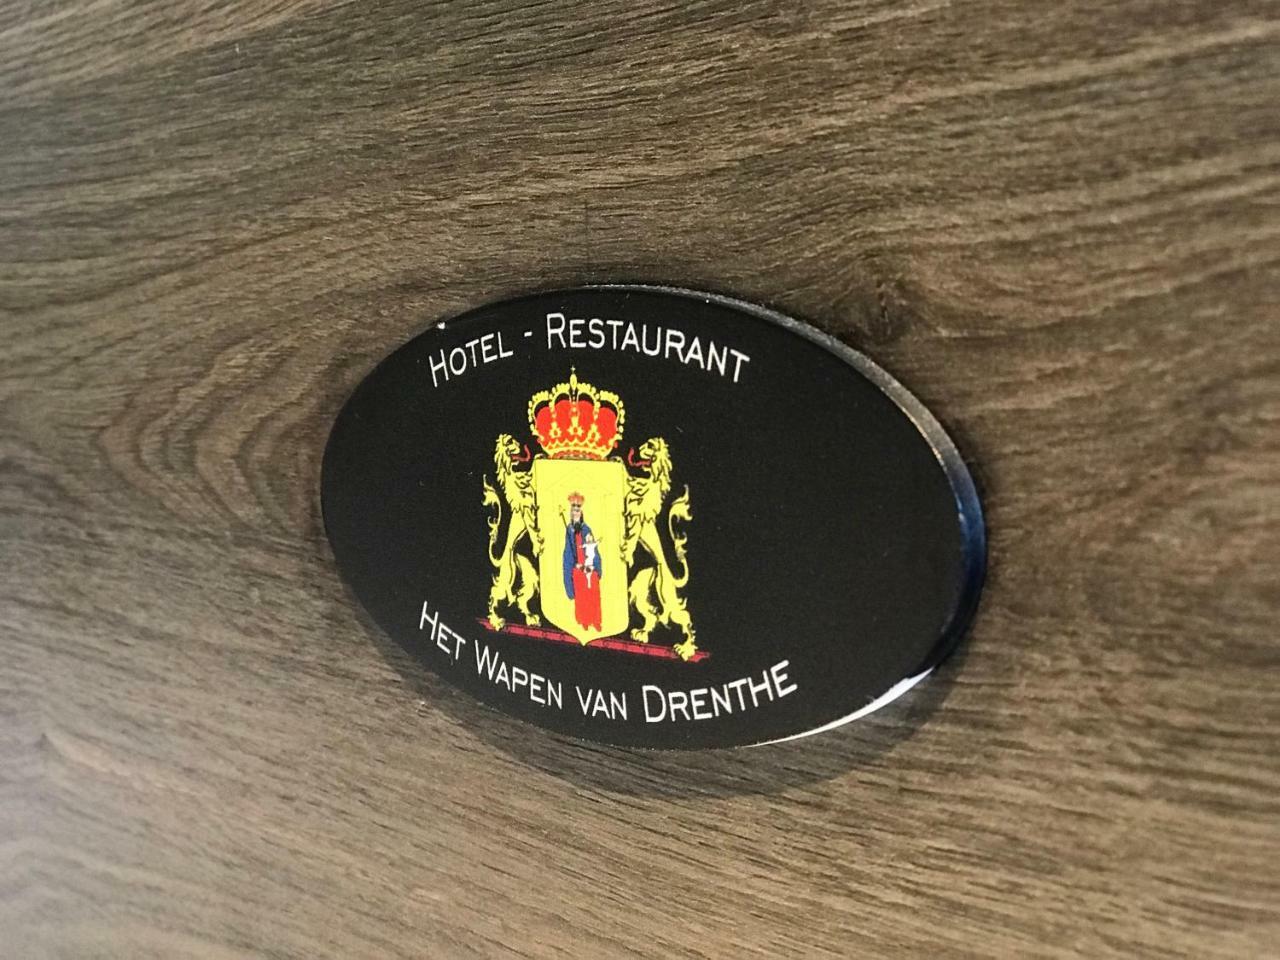 Hotel - Restaurant
Het Wapen van Drenthe